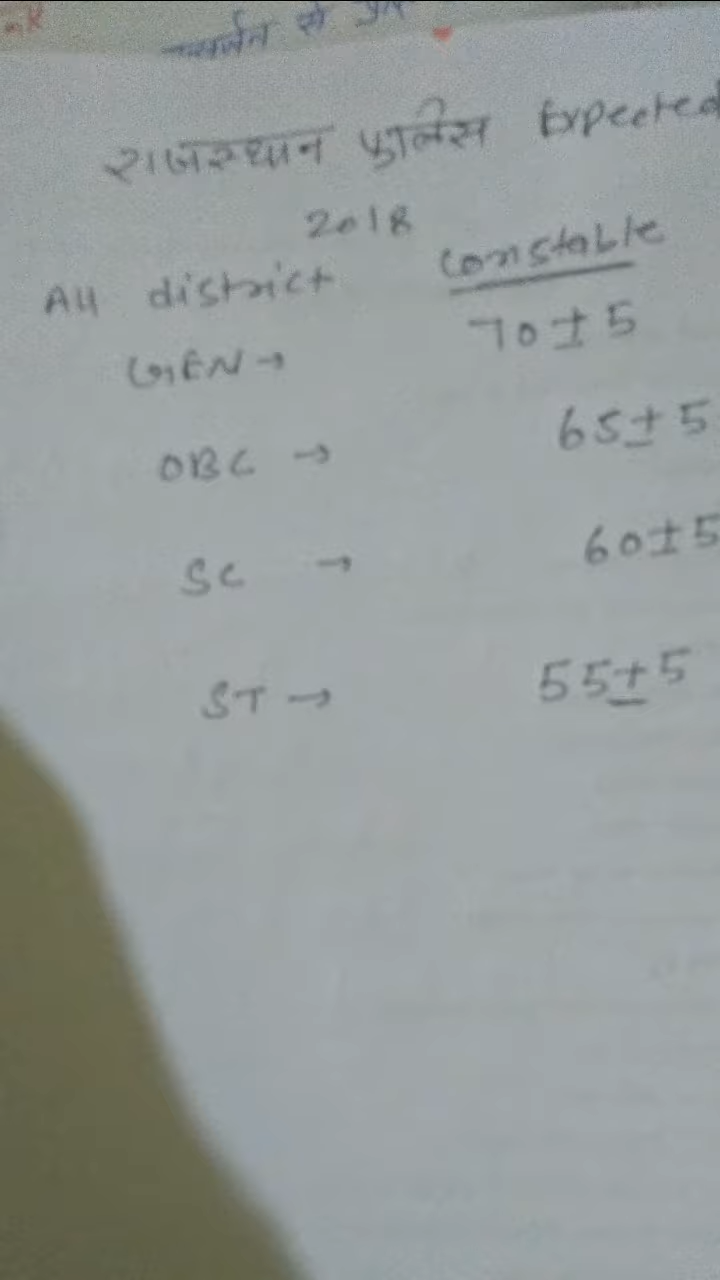 से
राजस्थान पुलिस Expected
2018
All district constable
GEN → 70 ± 5
OBC → 65 ± 5
SC → 60 ± 5
ST → 55 ± 5